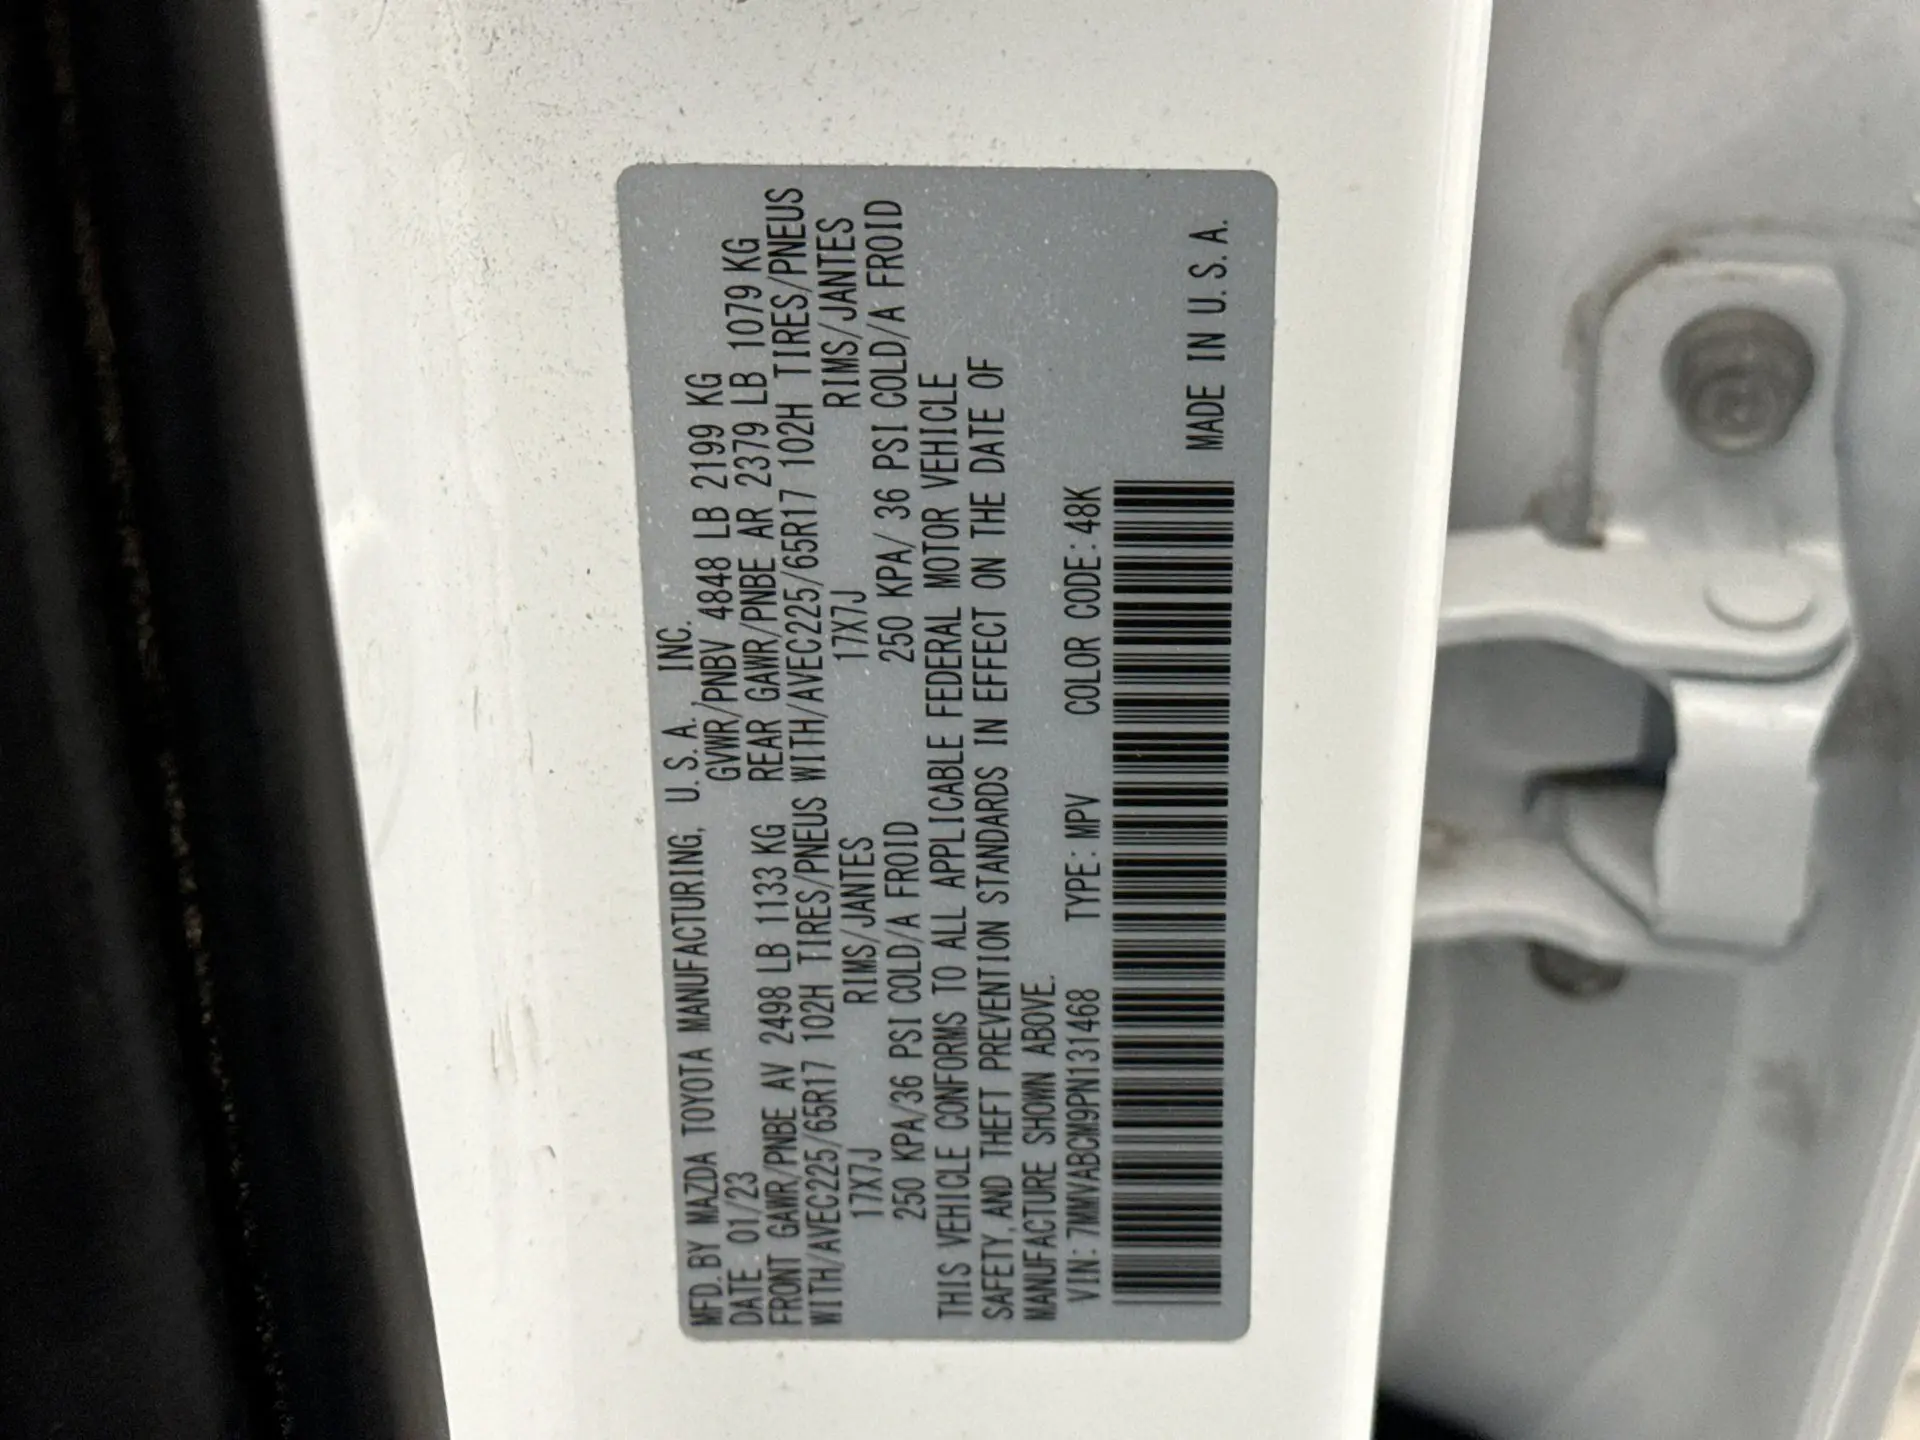 MFD.BY MAZDA TOYOTA MANUFACTURING, U.S.A., INC.
DATE: 01/23 GVWR/PNBV 4848 LB 2199 KG
FRONT GAWR/PNBE AV 2498 LB 1133 KG REAR GAWR/PNBE AR 2379 LB 1079 KG
WITH/AVEC225/65R17 102H TIRES/PNEUS WITH/AVEC225/65R17 102H TIRES/PNEUS
17X7J RIMS/JANTES 17X7J RIMS/JANTES
250 KPA/36 PSI COLD/A FROID 250 KPA/ 36 PSI COLD/A FROID
THIS VEHICLE CONFORMS TO ALL APPLICABLE FEDERAL MOTOR VEHICLE
SAFETY, AND THEFT PREVENTION STANDARDS IN EFFECT ON THE DATE OF
MANUFACTURE SHOWN ABOVE.
VIN: 7MMVABCM9PN131468 TYPE: MPV COLOR CODE: 48K
MADE IN U.S.A.